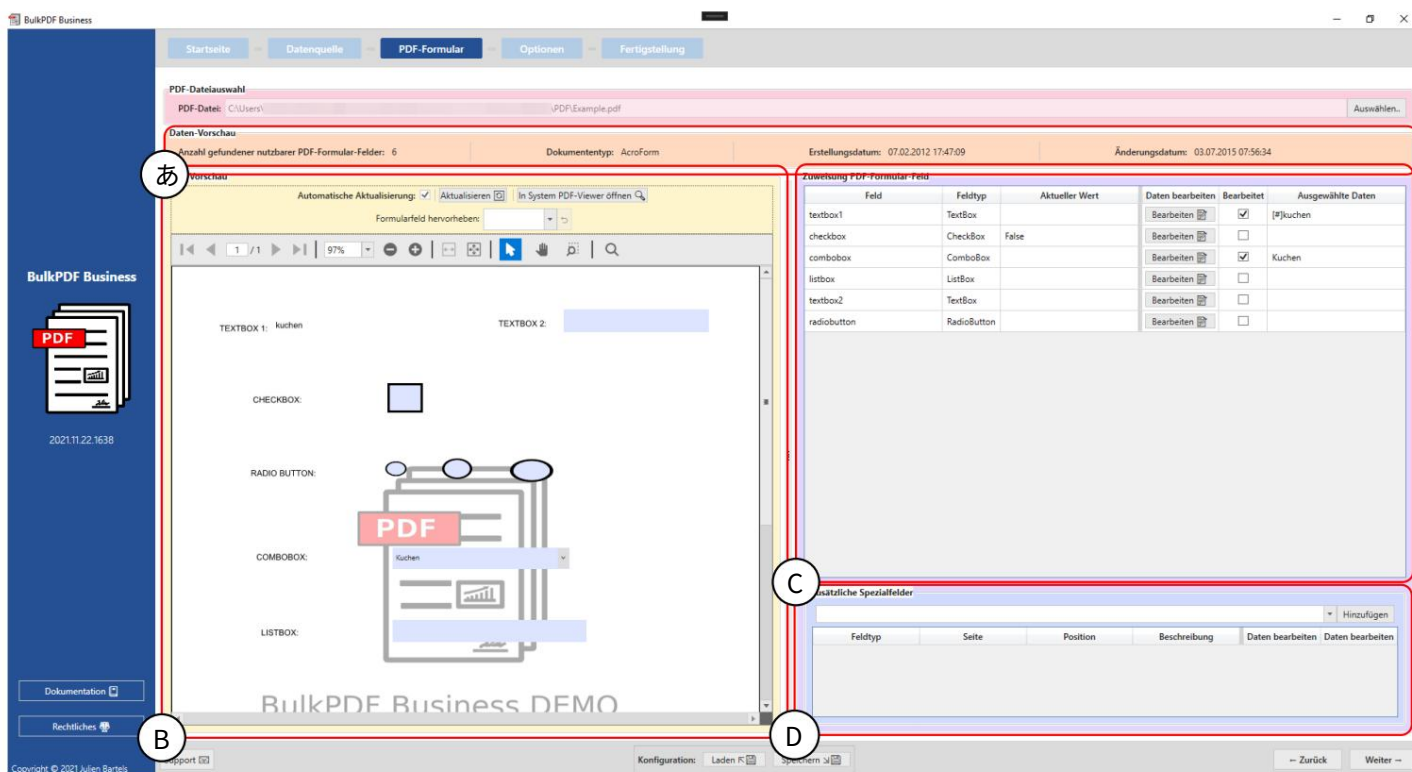 BulkPDF Business
Startseite
Datenquelle
PDF-Formular
Optionen
Fertigstellung
PDF-Dateiauswahl
PDF-Datei: C:\Users\ \PDF\Example.pdf Auswählen..
Daten-Vorschau
Anzahl gefundener nutzbarer PDF-Formular-Felder: 6 Dokumententyp: AcroForm Erstellungsdatum: 07.02.2012 17:47:09 Änderungsdatum: 03.07.2015 07:56:34
あ
Vorschau
Automatische Aktualisierung: Aktualisieren In System PDF-Viewer öffnen
Formularfeld hervorheben:
1 / 1 97%
TEXTBOX 1: kuchen TEXTBOX 2:
CHECKBOX:
RADIO BUTTON:
PDF
COMBOBOX: Kuchen
LISTBOX:
BulkPDF Business DEMO
B
Zuweisung PDF-Formular-Feld
Feld Feldtyp Aktueller Wert Daten bearbeiten Bearbeitet Ausgewählte Daten
textbox1 TextBox Bearbeiten [#]kuchen
checkbox CheckBox False Bearbeiten
combobox ComboBox Bearbeiten Kuchen
listbox ListBox Bearbeiten
textbox2 TextBox Bearbeiten
radiobutton RadioButton Bearbeiten
C
usätzliche Spezialfelder
Hinzufügen
Feldtyp Seite Position Beschreibung Daten bearbeiten Daten bearbeiten
D
BulkPDF Business
PDF
2021.11.22.1638
Dokumentation
Rechtliches
Copyright © 2021 Julien Bartels
upport
Konfiguration: Laden Speichern
← Zurück Weiter →